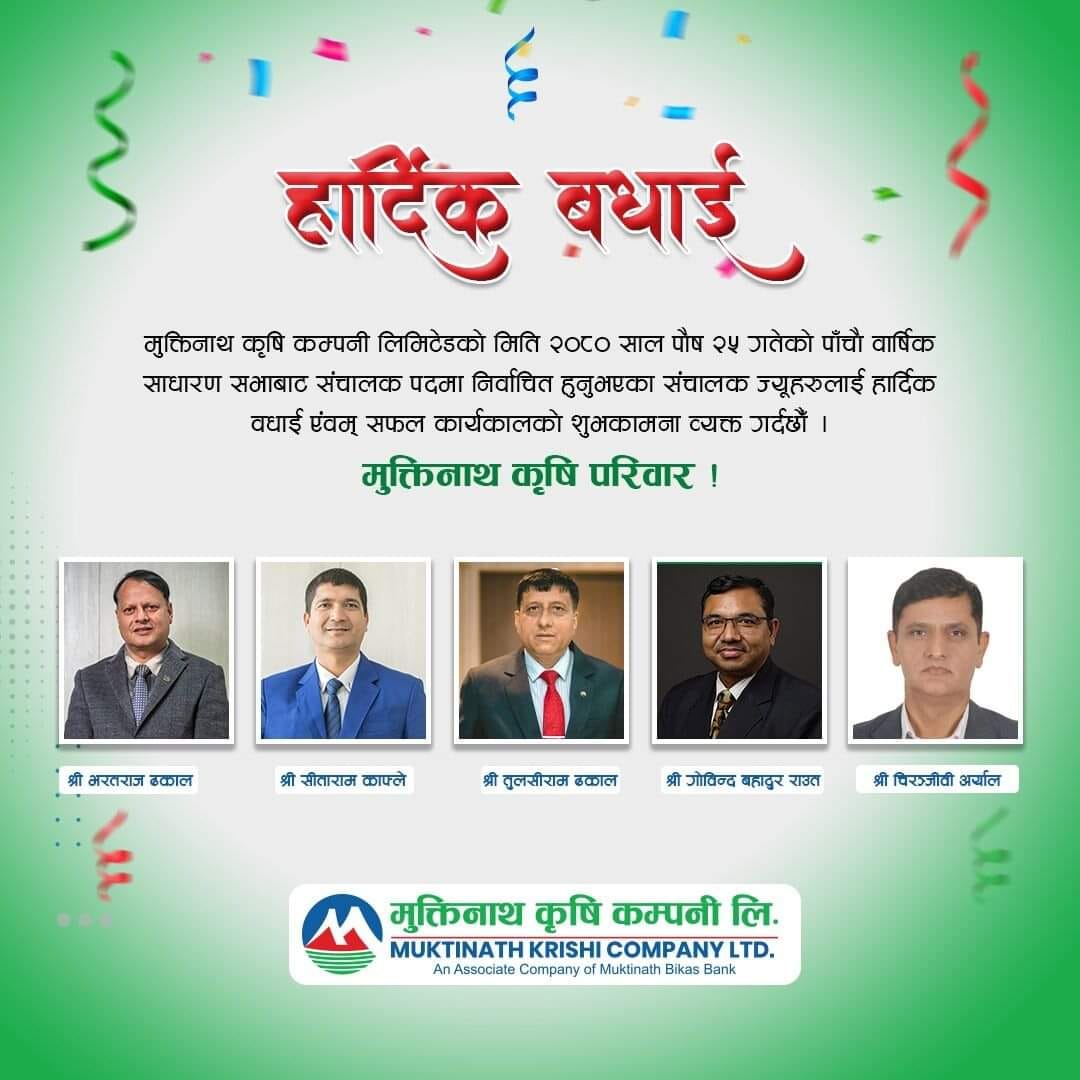 हार्दिक बधाई
मुक्तिनाथ कृषि कम्पनी लिमिटेडको मिति २०८० साल पौष २५ गतेको पाँचौ वार्षिक
साधारण सभाबाट संचालक पदमा निर्वाचित हुनुभएका संचालक ज्यूहरुलाई हार्दिक
वधाई एंवम् सफल कार्यकालको शुभकामना व्यक्त गर्दछौँ ।
मुक्तिनाथ कृषि परिवार !
श्री भरतराज ढकाल
श्री सीताराम काफ्ले
श्री तुलसीराम ढकाल
श्री गोविन्द बहादुर राउत
श्री चिरञ्जीवी अर्याल
मुक्तिनाथ कृषि कम्पनी लि.
MUKTINATH KRISHI COMPANY LTD.
An Associate Company of Muktinath Bikas Bank